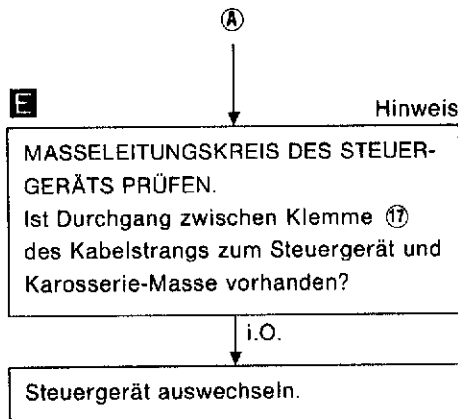 Ⓐ
E
Hinweis
MASSELEITUNGSKREIS DES STEUER-
GERÄTS PRÜFEN.
Ist Durchgang zwischen Klemme ⑰
des Kabelstrangs zum Steuergerät und
Karosserie-Masse vorhanden?
i.O.
Steuergerät auswechseln.